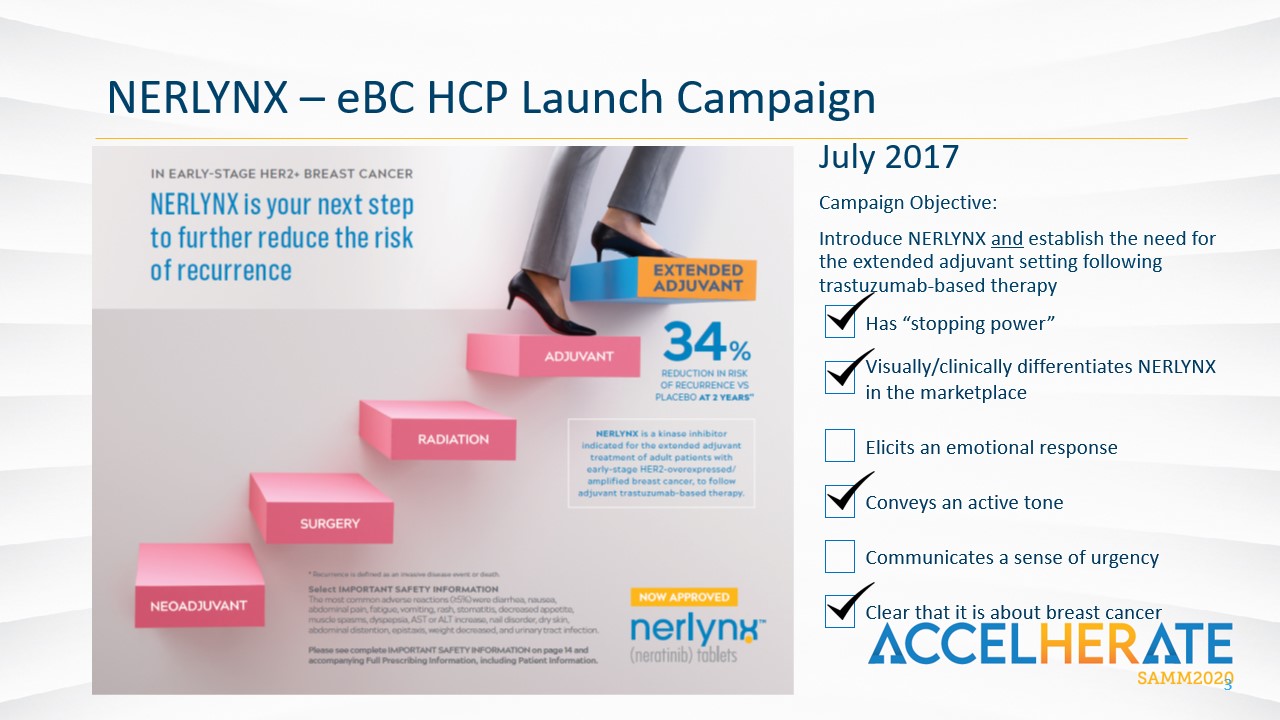 NERLYNX – eBC HCP Launch Campaign
IN EARLY-STAGE HER2+ BREAST CANCER
NERLYNX is your next step
to further reduce the risk
of recurrence
EXTENDED
ADJUVANT
ADJUVANT
34%
REDUCTION IN RISK
OF RECURRENCE VS
PLACEBO AT 2 YEARS*
RADIATION
NERLYNX is a kinase inhibitor
indicated for the extended adjuvant
treatment of adult patients with
early-stage HER2-overexpressed/
amplified breast cancer, to follow
adjuvant trastuzumab-based therapy.
SURGERY
NEOADJUVANT
* Recurrence is defined as an invasive disease event or death.
Select IMPORTANT SAFETY INFORMATION
The most common adverse reactions (≥5%) were diarrhea, nausea,
abdominal pain, fatigue, vomiting, rash, stomatitis, decreased appetite,
muscle spasms, dyspepsia, AST or ALT increase, nail disorder, dry skin,
abdominal distention, epistaxis, weight decreased, and urinary tract infection.
Please see complete IMPORTANT SAFETY INFORMATION on page 14 and
accompanying Full Prescribing Information, including Patient Information.
NOW APPROVED
nerlynx™
(neratinib) tablets
July 2017
Campaign Objective:
Introduce NERLYNX and establish the need for
the extended adjuvant setting following
trastuzumab-based therapy
Has “stopping power”
Visually/clinically differentiates NERLYNX
in the marketplace
Elicits an emotional response
Conveys an active tone
Communicates a sense of urgency
Clear that it is about breast cancer
ACCELHERATE
SAMM2020
3